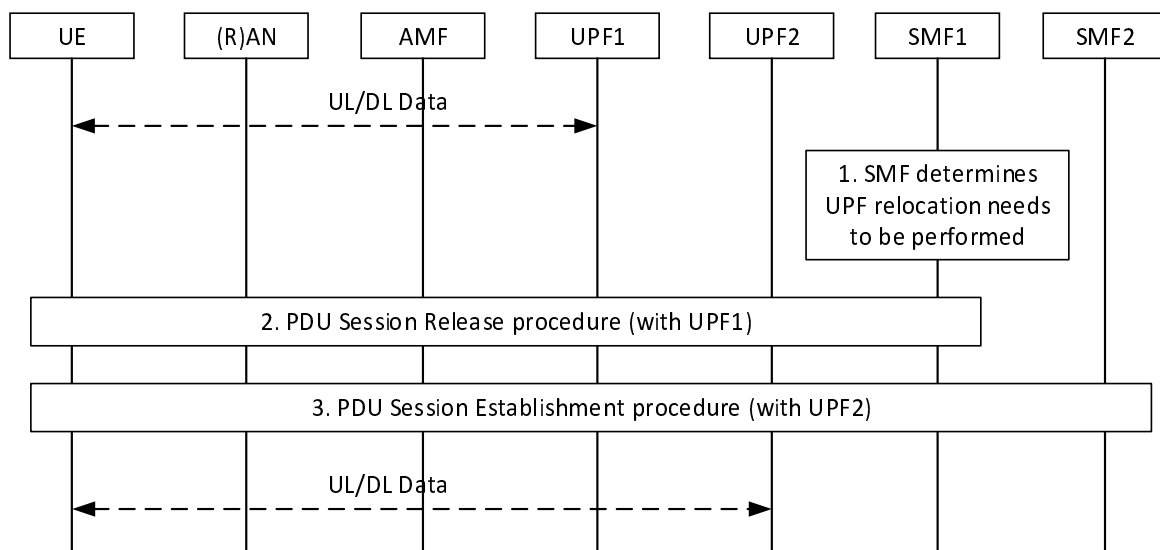 UE
(R)AN
AMF
UPF1
UPF2
SMF1
SMF2
UL/DL Data
1. SMF determines
UPF relocation needs
to be performed
2. PDU Session Release procedure (with UPF1)
3. PDU Session Establishment procedure (with UPF2)
UL/DL Data